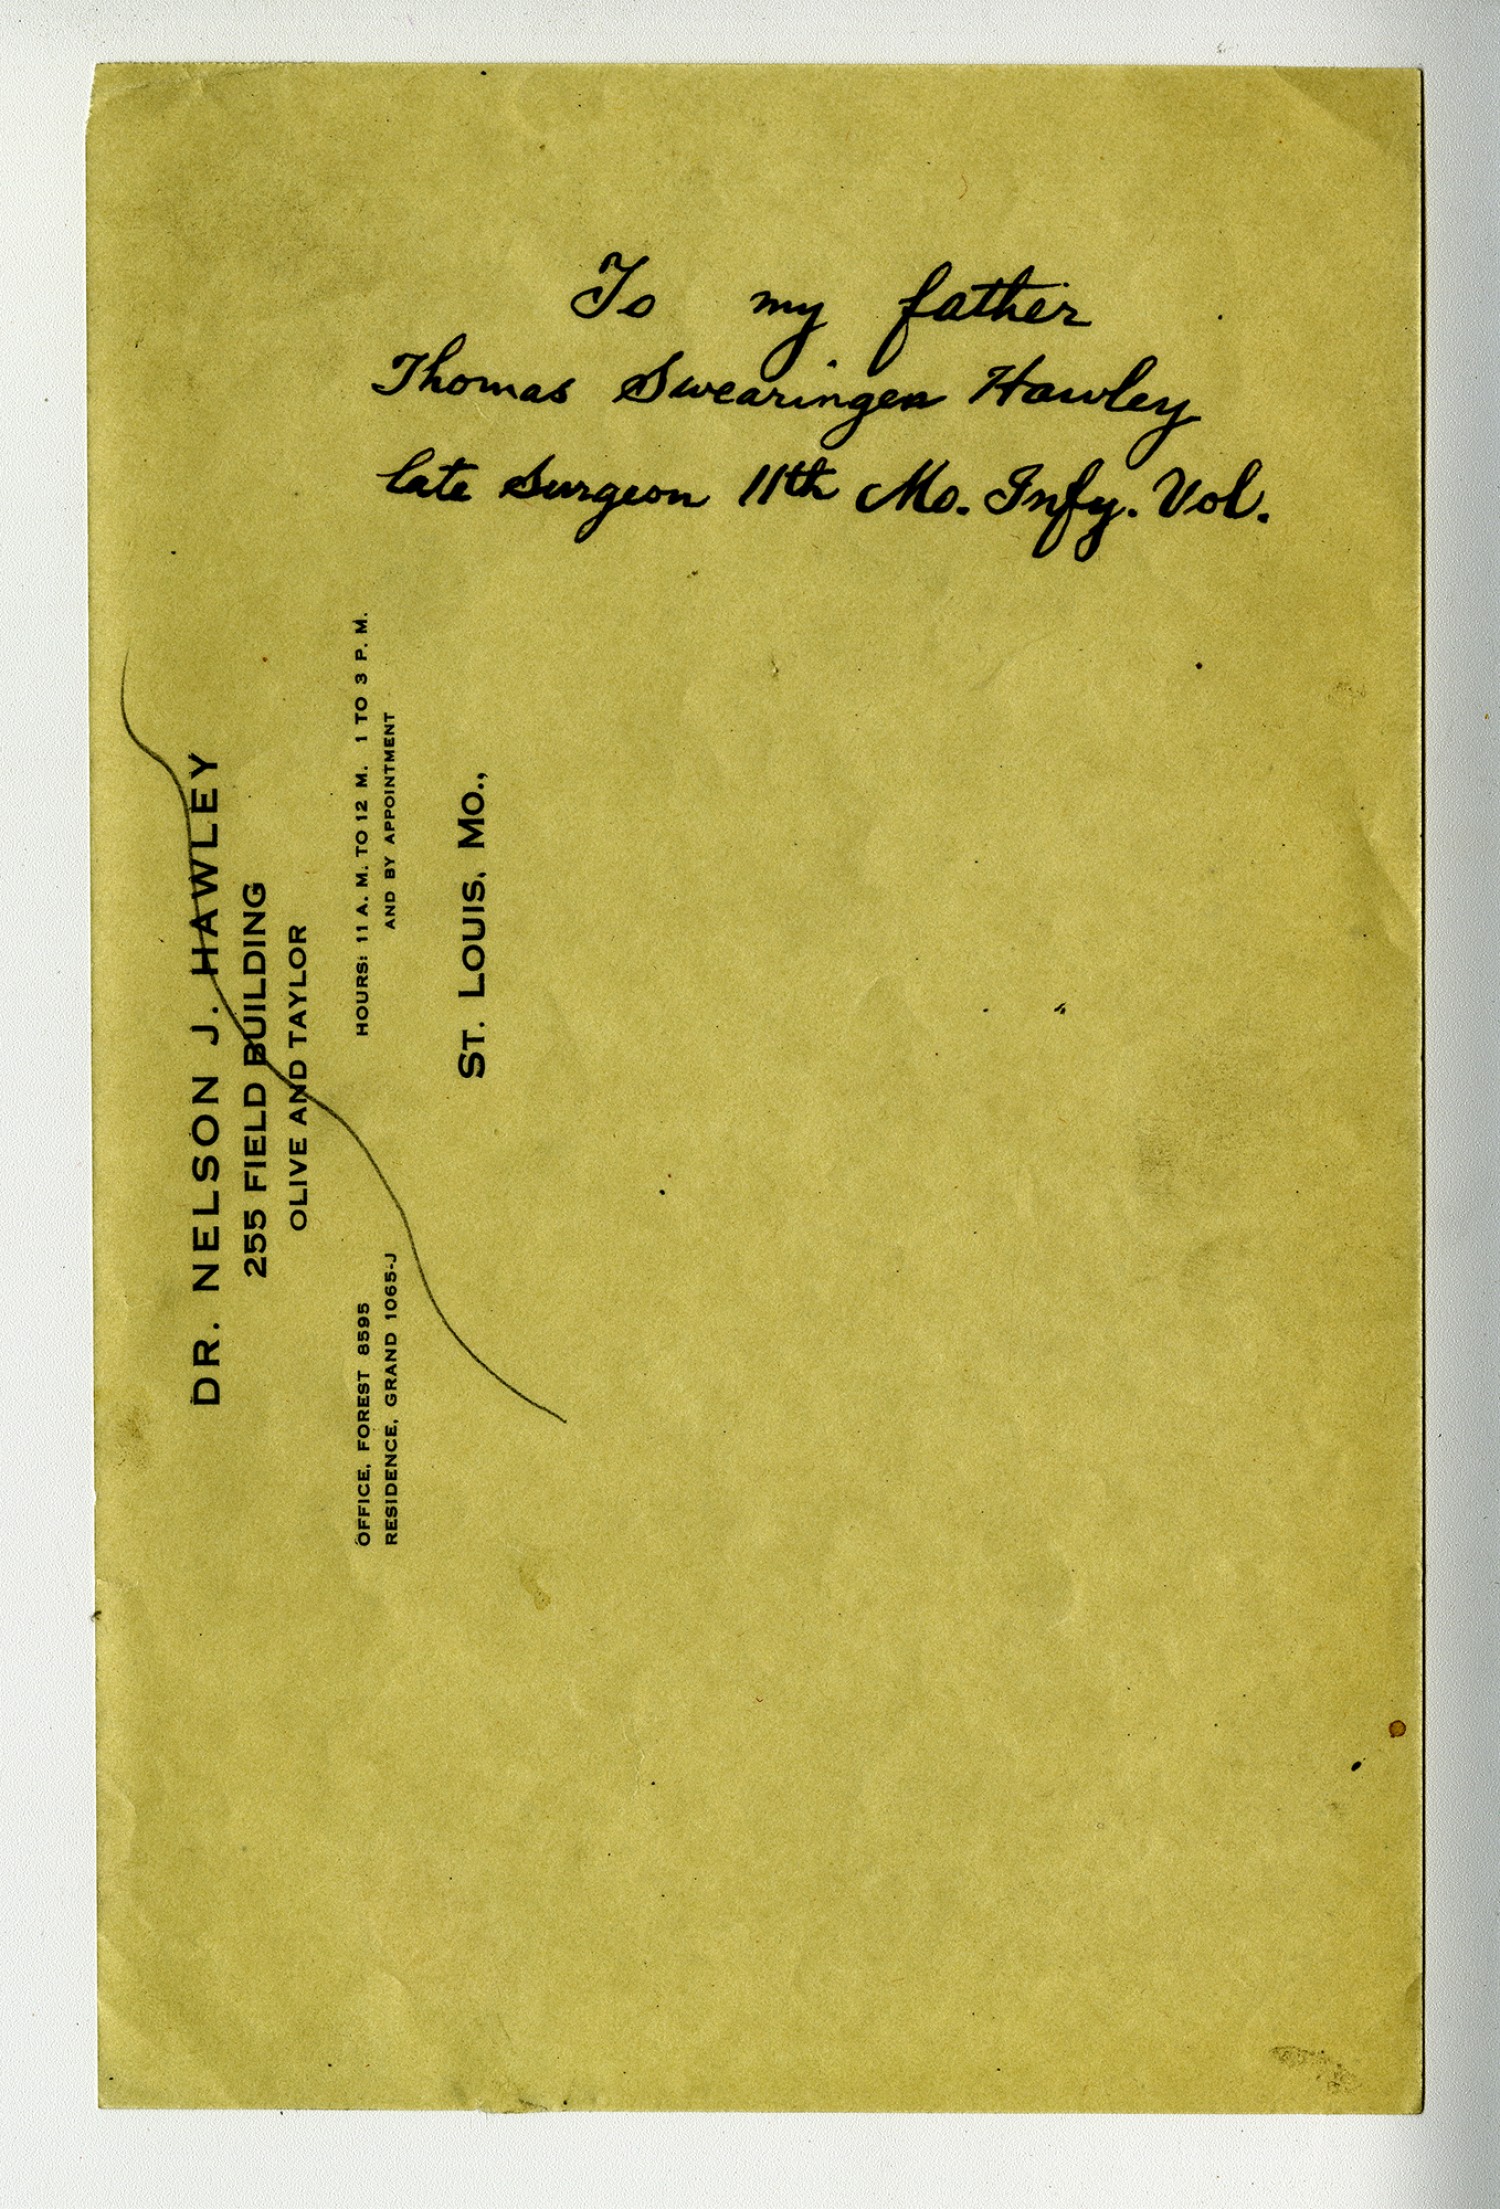 To my father
Thomas Swearingen Hawley
late Surgeon 11th Mo. Infy. Vol.
DR. NELSON J. HAWLEY
255 FIELD BUILDING
OLIVE AND TAYLOR
OFFICE, FOREST 8595
RESIDENCE, GRAND 1065-J
HOURS: 11 A. M. TO 12 M. 1 TO 3 P. M.
AND BY APPOINTMENT
ST. LOUIS, MO.,